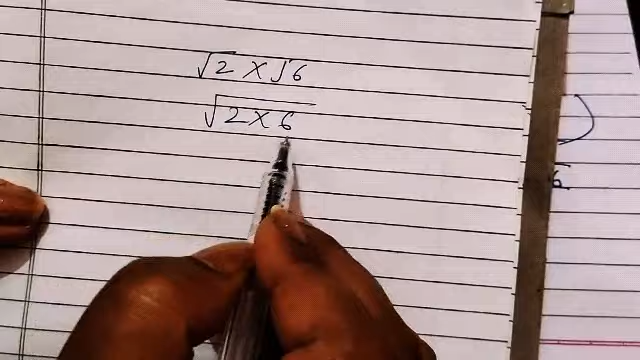 √2 × √6
√2 × 6